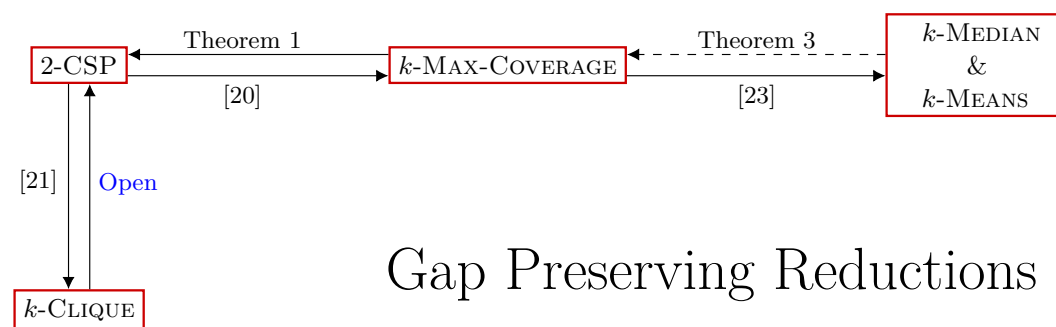 k-MEDIAN
&
k-MEANS
Theorem 1
Theorem 3
2-CSP
k-MAX-COVERAGE
[20]
[23]
[21]
Open
Gap Preserving Reductions
k-CLIQUE